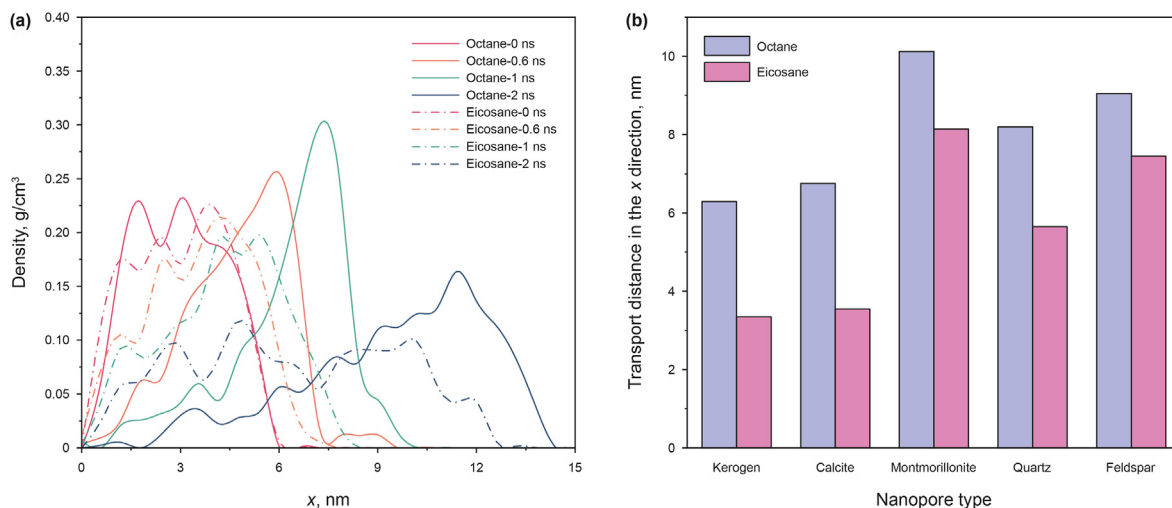 (a)
0.40
0.35
0.30
0.25
0.20
0.15
0.10
0.05
0
Density, g/cm³
0 3 6 9 12 15
x, nm
Octane-0 ns
Octane-0.6 ns
Octane-1 ns
Octane-2 ns
Eicosane-0 ns
Eicosane-0.6 ns
Eicosane-1 ns
Eicosane-2 ns
(b)
10
8
6
4
2
0
Transport distance in the x direction, nm
Octane
Eicosane
Kerogen Calcite Montmorillonite Quartz Feldspar
Nanopore type